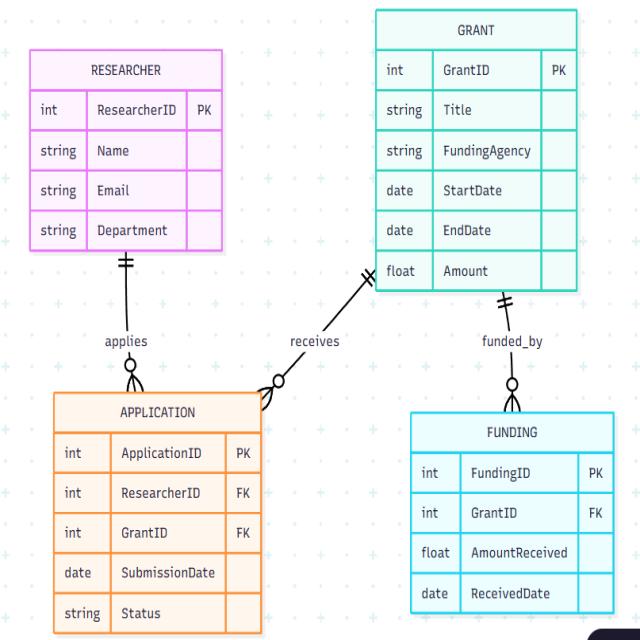 RESEARCHER
int ResearcherID PK
string Name
string Email
string Department
GRANT
int GrantID PK
string Title
string FundingAgency
date StartDate
date EndDate
float Amount
applies
receives
funded_by
APPLICATION
int ApplicationID PK
int ResearcherID FK
int GrantID FK
date SubmissionDate
string Status
FUNDING
int FundingID PK
int GrantID FK
float AmountReceived
date ReceivedDate